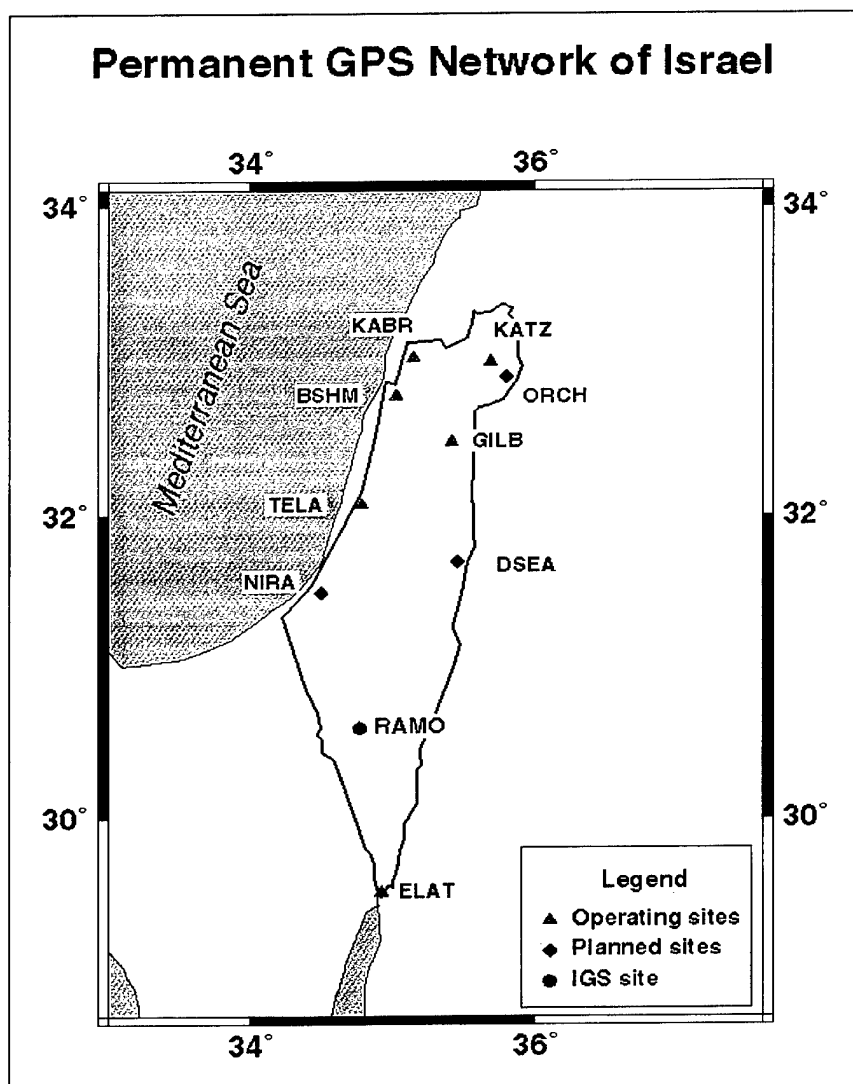 Permanent GPS Network of Israel
34° 36°
34° 34°
Mediterranean Sea
KABR KATZ
BSHM ORCH
GILB
TELA
32° 32°
DSEA
NIRA
RAMO
30° 30°
ELAT
Legend
Operating sites
Planned sites
IGS site
34° 36°